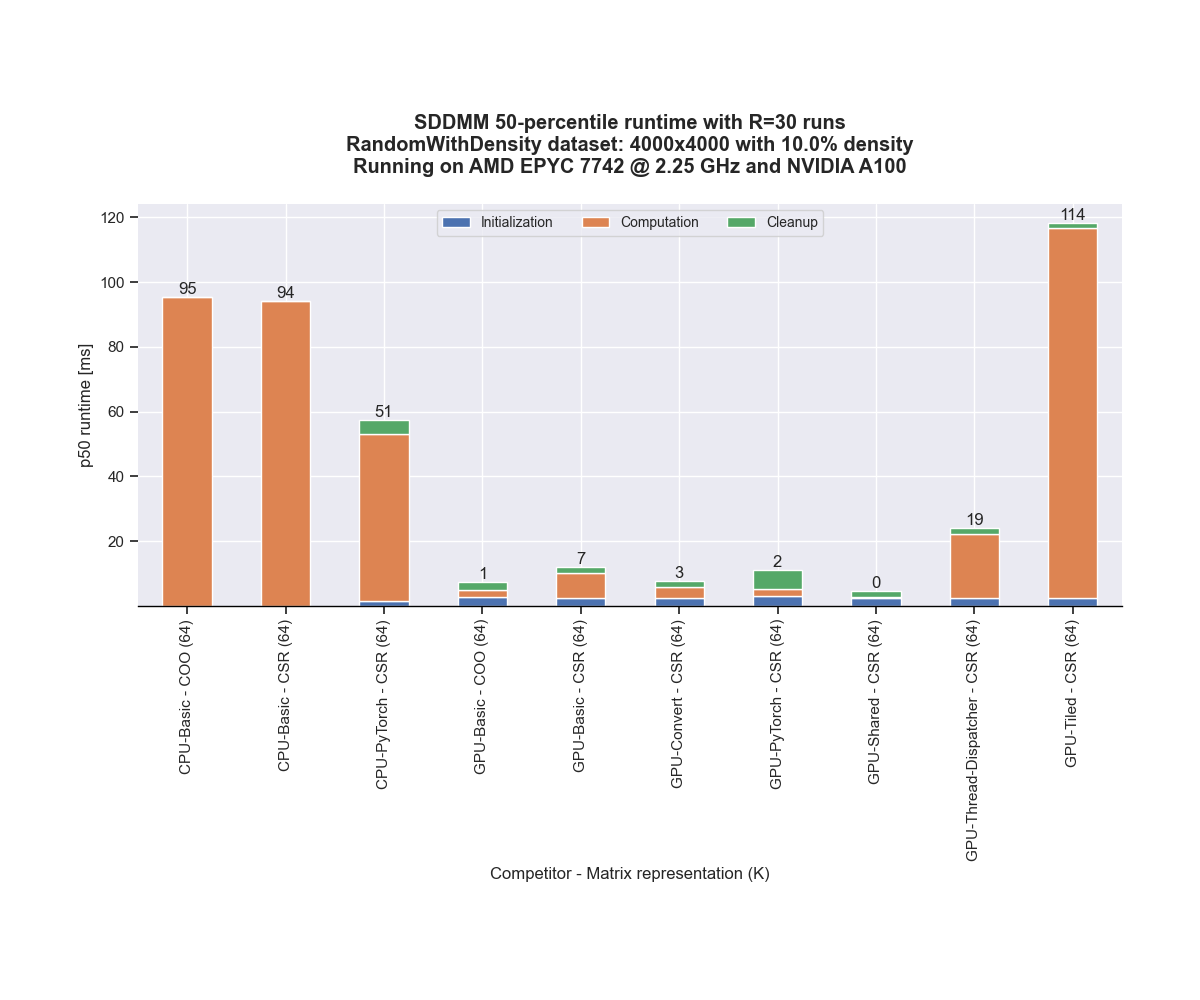 SDDMM 50-percentile runtime with R=30 runs
RandomWithDensity dataset: 4000x4000 with 10.0% density
Running on AMD EPYC 7742 @ 2.25 GHz and NVIDIA A100
Initialization
Computation
Cleanup
p50 runtime [ms]
120
100
80
60
40
20
95
94
51
1
7
3
2
0
19
114
CPU-Basic - COO (64)
CPU-Basic - CSR (64)
CPU-PyTorch - CSR (64)
GPU-Basic - COO (64)
GPU-Basic - CSR (64)
GPU-Convert - CSR (64)
GPU-PyTorch - CSR (64)
GPU-Shared - CSR (64)
GPU-Thread-Dispatcher - CSR (64)
GPU-Tiled - CSR (64)
Competitor - Matrix representation (K)